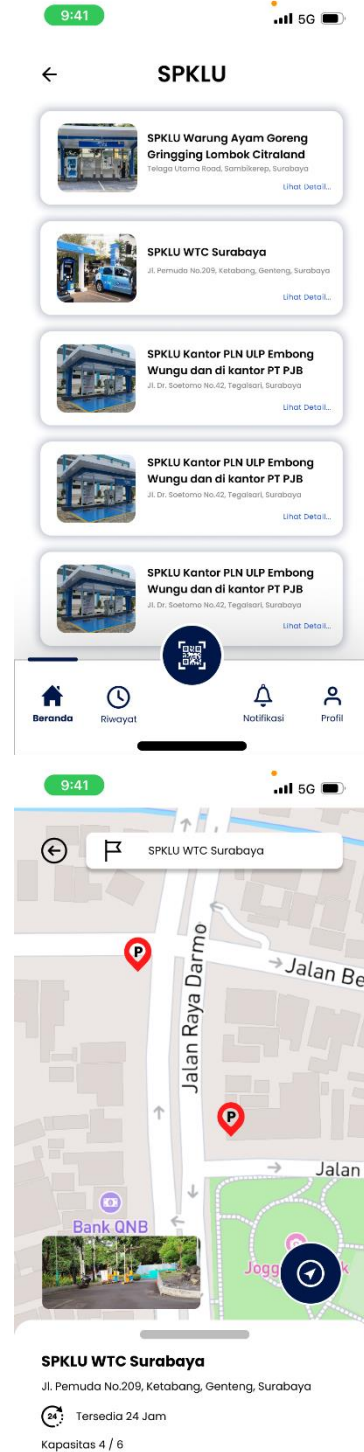 9:41
5G
SPKLU
SPKLU Warung Ayam Goreng
Gringging Lombok Citraland
Telaga Utama Road, Sambikerep, Surabaya
Lihat Detail...
SPKLU WTC Surabaya
Jl. Pemuda No.209, Ketabang, Genteng, Surabaya
Lihat Detail...
SPKLU Kantor PLN ULP Embong
Wungu dan di kantor PT PJB
Jl. Dr. Soetomo No.42, Tegalsari, Surabaya
Lihat Detail...
SPKLU Kantor PLN ULP Embong
Wungu dan di kantor PT PJB
Jl. Dr. Soetomo No.42, Tegalsari, Surabaya
Lihat Detail...
SPKLU Kantor PLN ULP Embong
Wungu dan di kantor PT PJB
Jl. Dr. Soetomo No.42, Tegalsari, Surabaya
Lihat Detail...
Beranda
Riwayat
Notifikasi
Profil
9:41
5G
SPKLU WTC Surabaya
P
Jalan Raya Darmo
Jalan Be
P
Jalan
Bank QNB
Jogg
k
SPKLU WTC Surabaya
Jl. Pemuda No.209, Ketabang, Genteng, Surabaya
24
Tersedia 24 Jam
Kapasitas 4 / 6